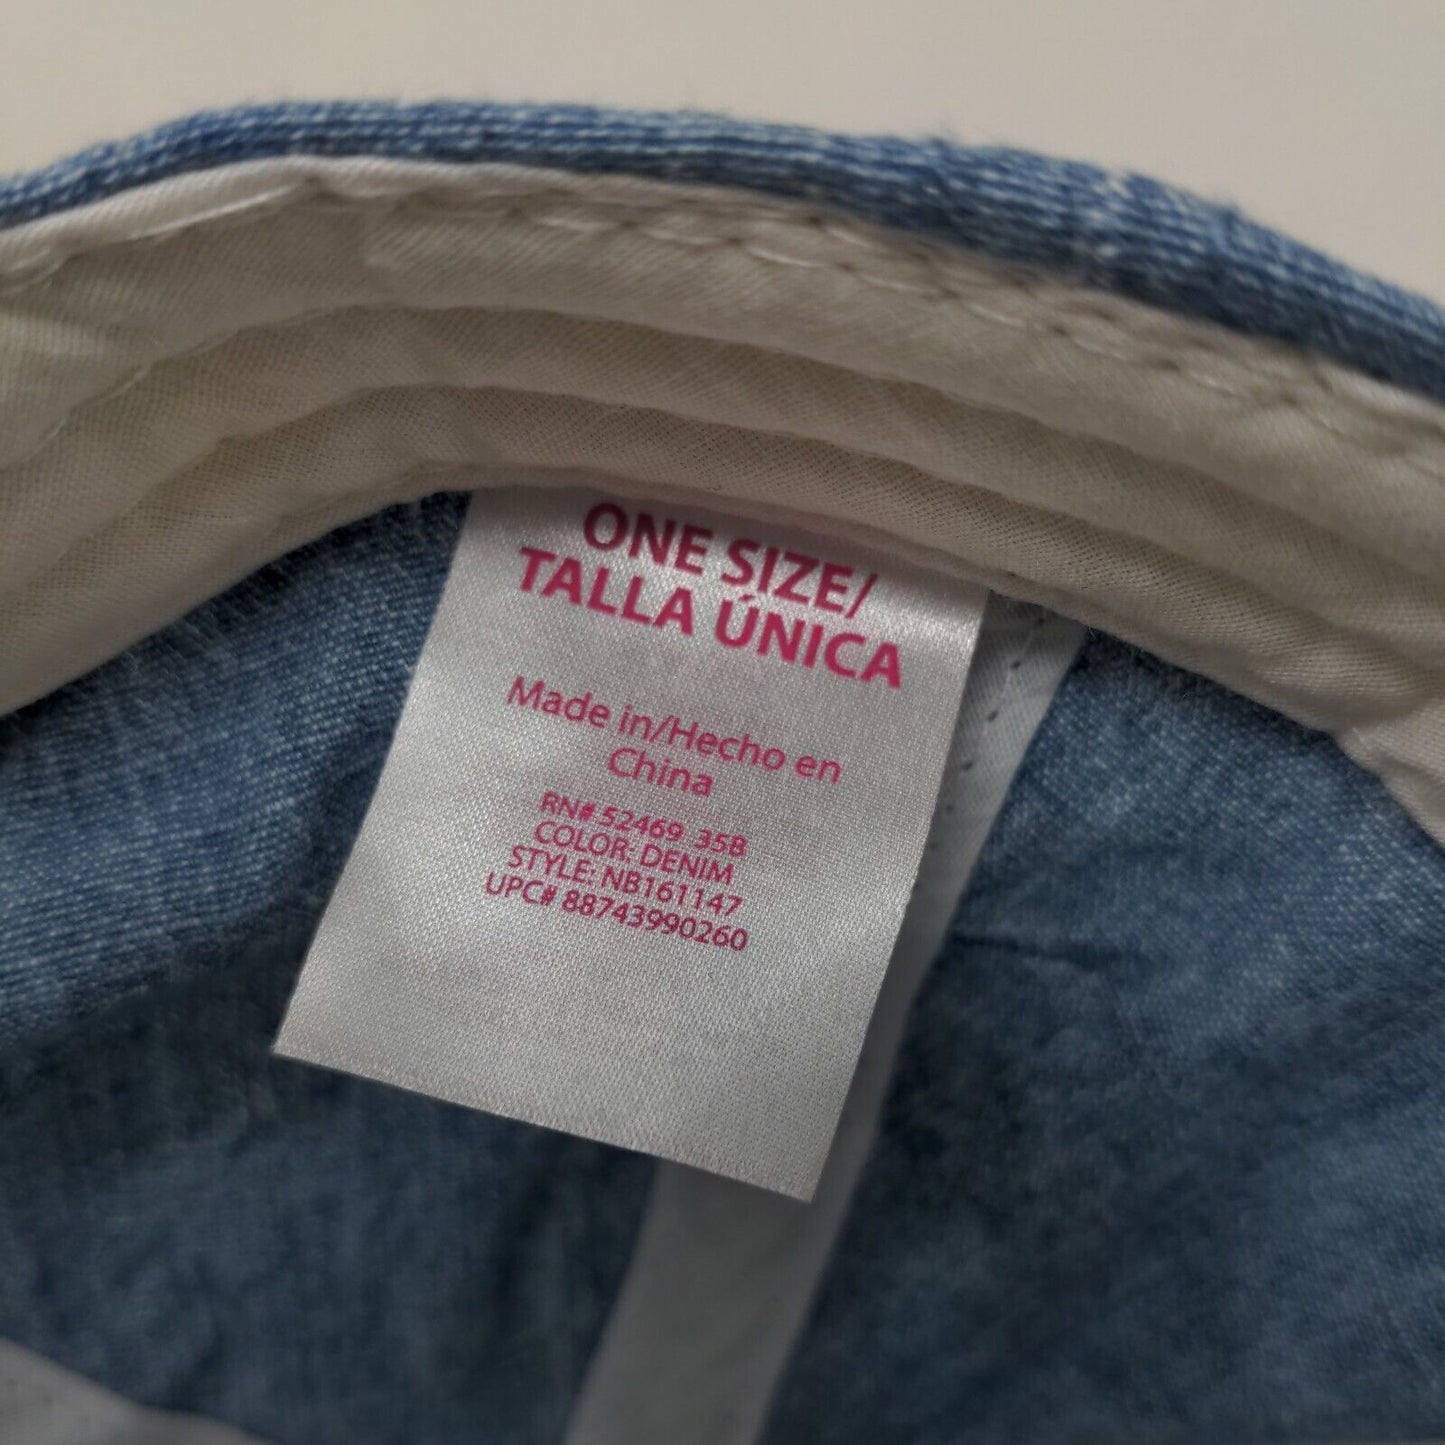 ONE SIZE/
TALLA ÚNICA
Made in/Hecho en
China
RN# 52469 35B
COLOR: DENIM
STYLE: NB161147
UPC# 88743990260